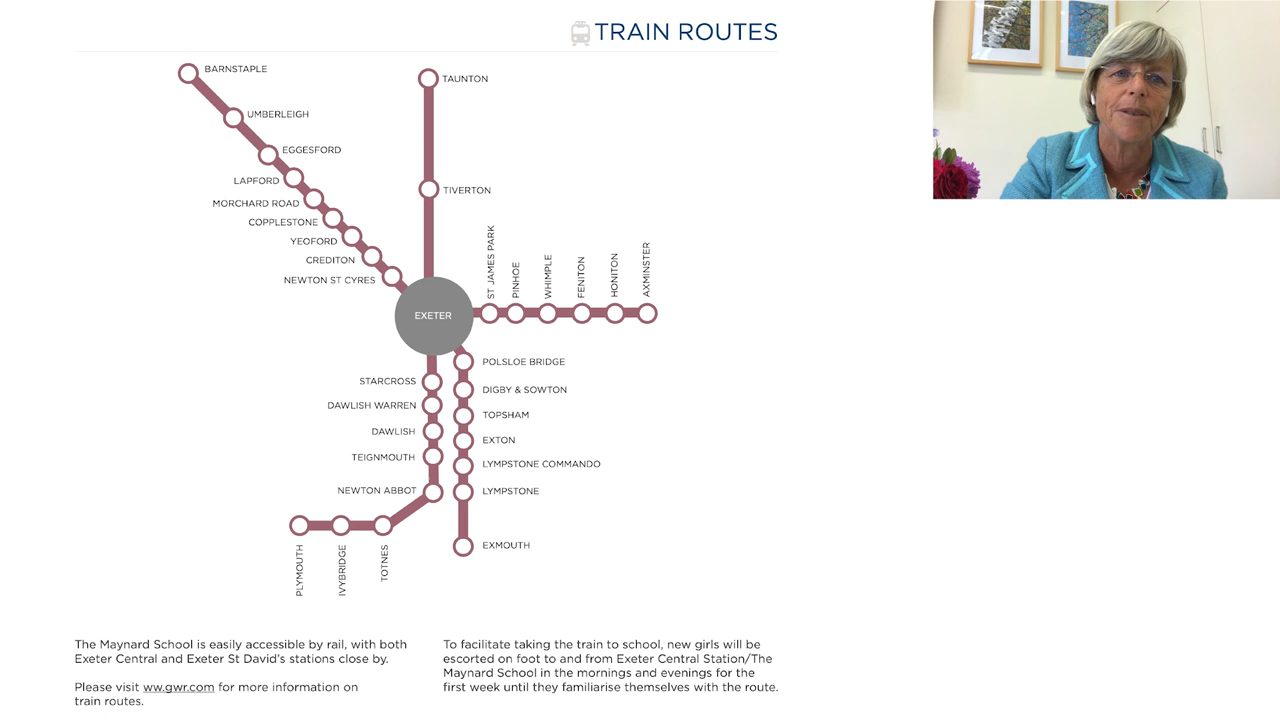 TRAIN ROUTES
BARNSTAPLE
UMBERLEIGH
EGGESFORD
LAPFORD
MORCHARD ROAD
COPPLESTONE
YEOFORD
CREDITON
NEWTON ST CYRES
TAUNTON
TIVERTON
EXETER
ST JAMES PARK
PINHOE
WHIMPLE
FENITON
HONITON
AXMINSTER
STARCROSS
DAWLISH WARREN
DAWLISH
TEIGNMOUTH
NEWTON ABBOT
PLYMOUTH
IVYBRIDGE
TOTNES
POLSLOE BRIDGE
DIGBY & SOWTON
TOPSHAM
EXTON
LYMPSTONE COMMANDO
LYMPSTONE
EXMOUTH
The Maynard School is easily accessible by rail, with both
Exeter Central and Exeter St David's stations close by.
Please visit ww.gwr.com for more information on
train routes.
To facilitate taking the train to school, new girls will be
escorted on foot to and from Exeter Central Station/The
Maynard School in the mornings and evenings for the
first week until they familiarise themselves with the route.